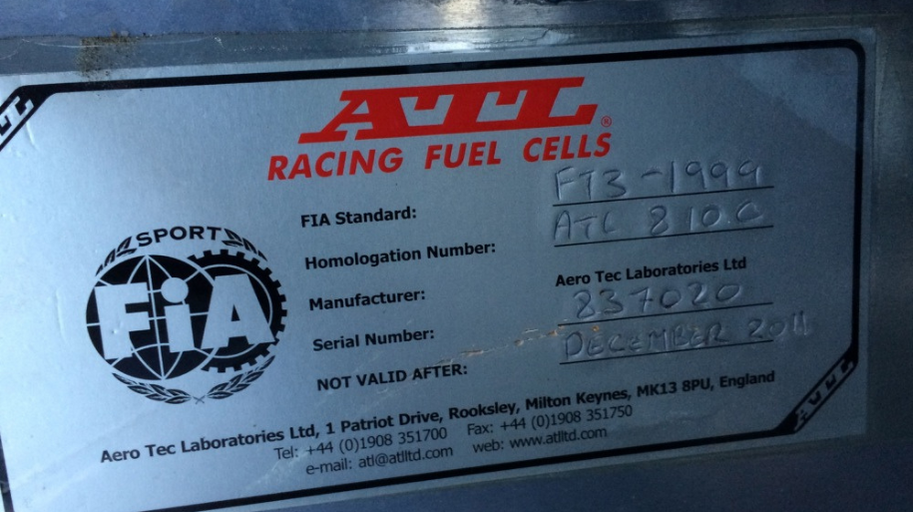 ATL®
RACING FUEL CELLS
FIA Standard: FT3-1999
Homologation Number: ATL 810.C
Manufacturer: Aero Tec Laboratories Ltd
Serial Number: 837020
NOT VALID AFTER: DECEMBER 2011
SPORT
FiA
Aero Tec Laboratories Ltd, 1 Patriot Drive, Rooksley, Milton Keynes, MK13 8PU, England
Tel: +44 (0)1908 351700 Fax: +44 (0)1908 351750
e-mail: atl@atlltd.com web: www.atlltd.com
ATL
ATL